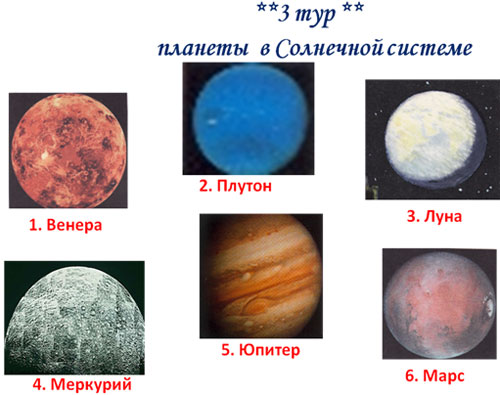 **3 тур **
планеты в Солнечной системе
1. Венера
2. Плутон
3. Луна
4. Меркурий
5. Юпитер
6. Марс